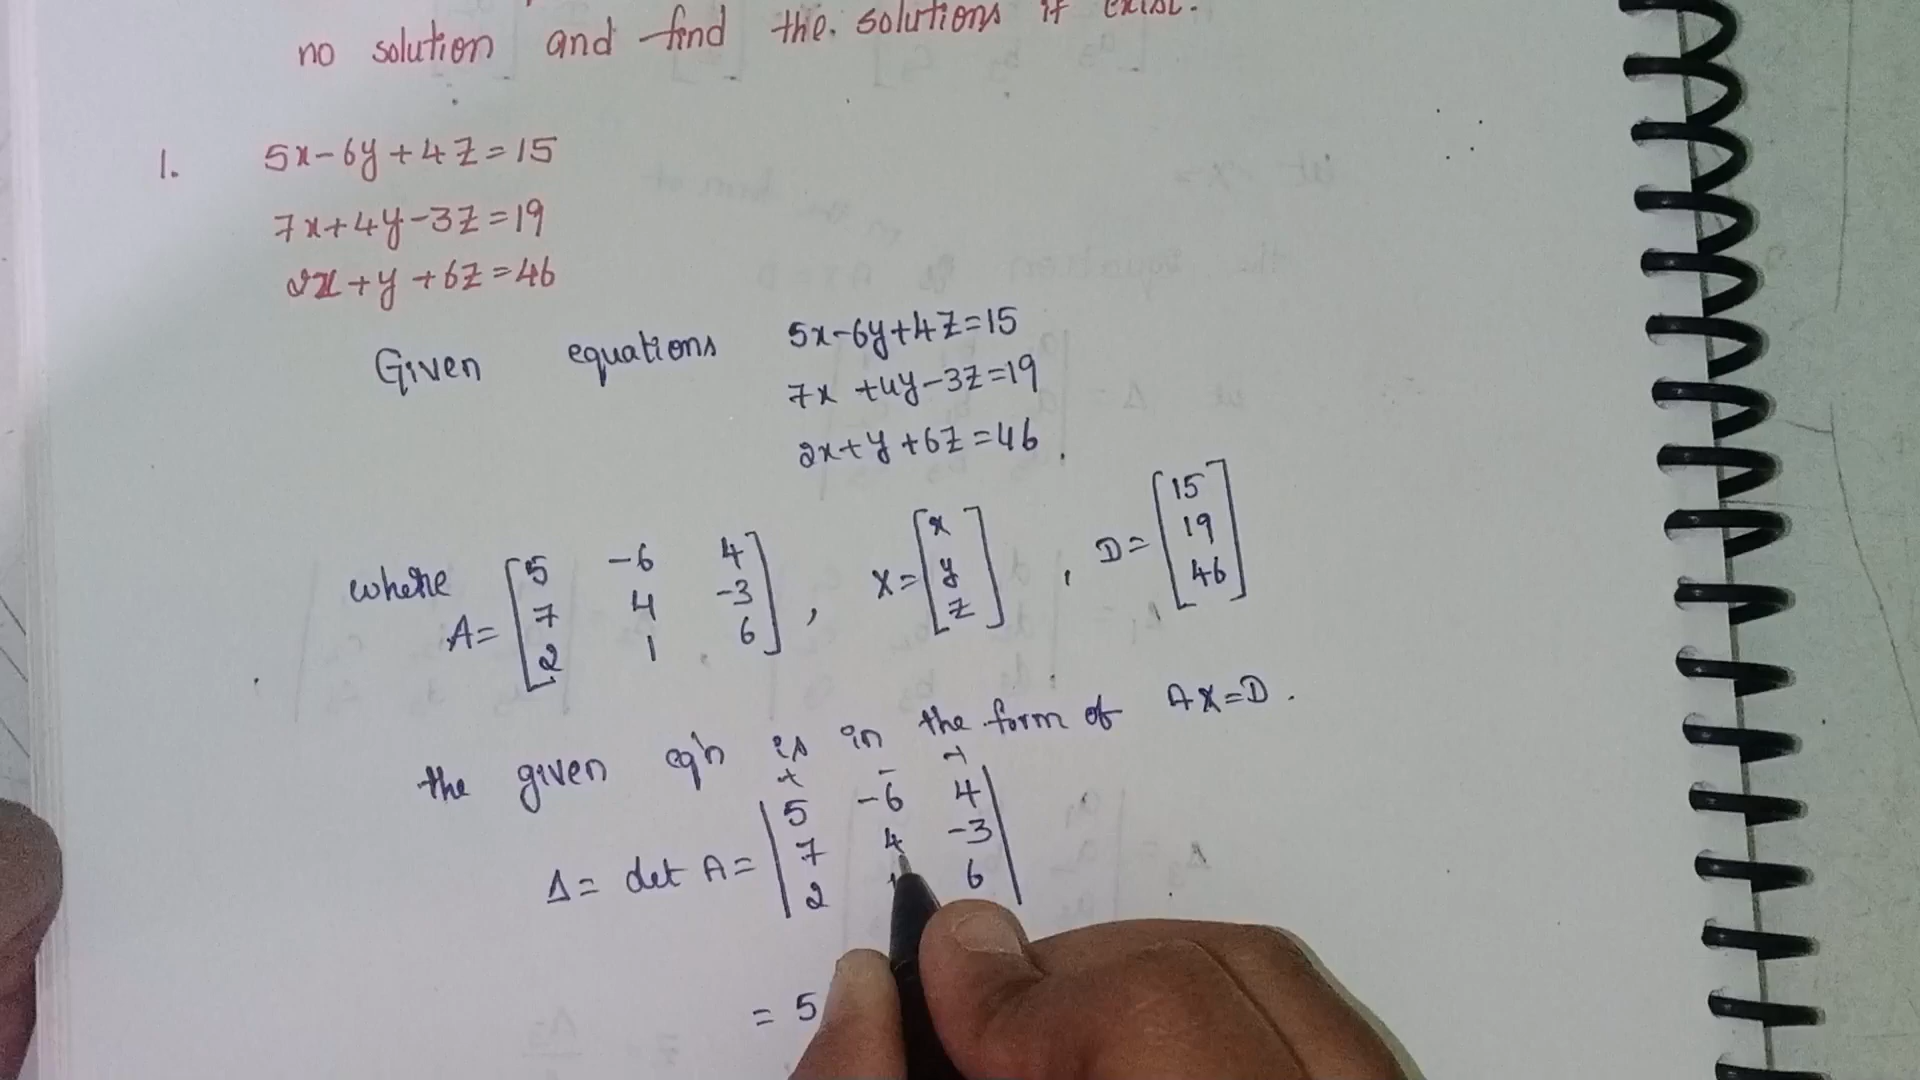 no solution and find the solutions if exist.
1. 5x-6y+4z=15
7x+4y-3z=19
2x+y+6z=46
Given equations 5x-6y+4z=15
7x+4y-3z=19
2x+y+6z=46.
where A=[5 -6 4
7 4 -3
2 1 6], X=[x
y
z], D=[15
19
46]
the given eq'n is in the form of AX=D.
+ - +
Δ= det A= |5 -6 4
7 4 -3
2 6|
= 5